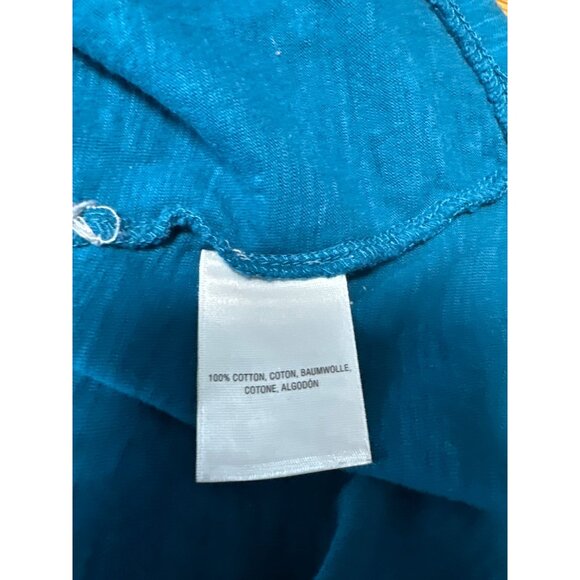 100% COTTON, COTON, BAUMWOLLE,
COTONE, ALGODÓN